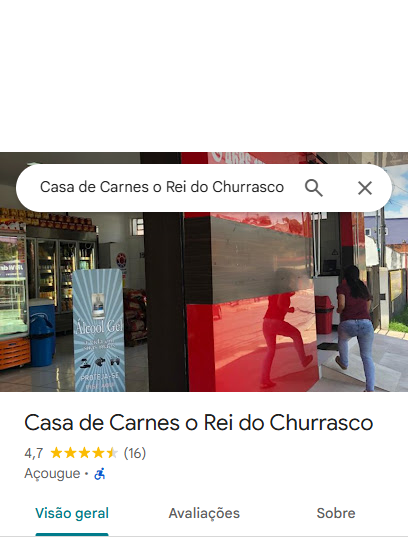 Casa de Carnes o Rei do Churrasco
Álcool Gel
Casa de Carnes o Rei do Churrasco
4,7 (16)
Açougue •
Visão geral
Avaliações
Sobre